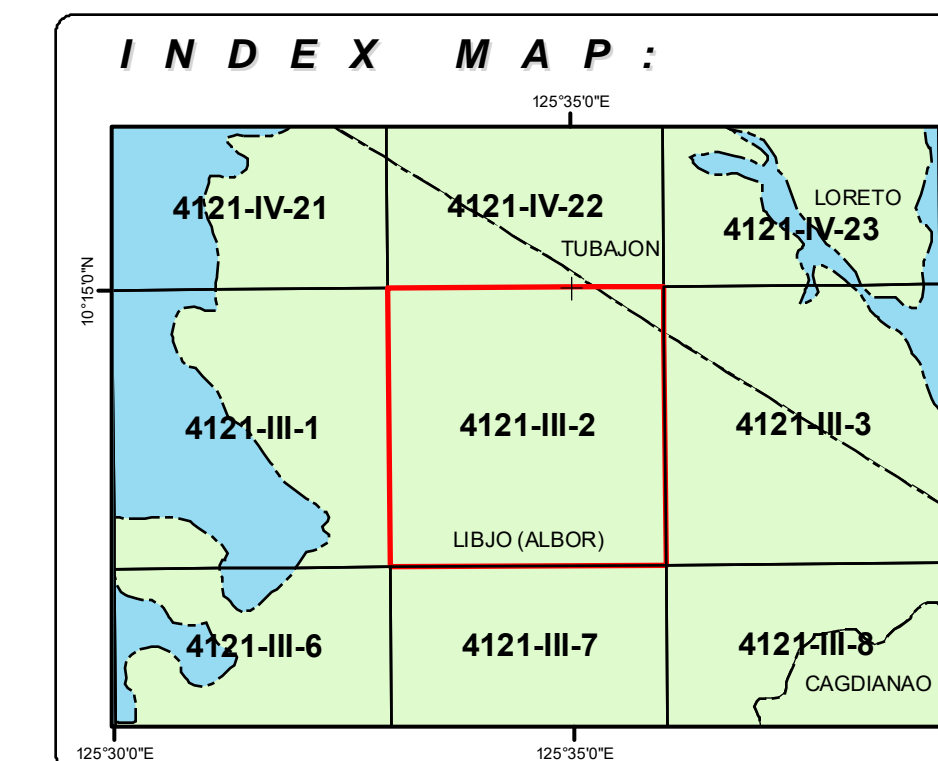 INDEX MAP:
125°35'0"E
4121-IV-21
4121-IV-22
LORETO
4121-IV-23
TUBAJON
10°15'0"N
4121-III-1
4121-III-2
4121-III-3
LIBJO (ALBOR)
4121-III-6
4121-III-7
4121-III-8
CAGDIANAO
125°30'0"E
125°35'0"E